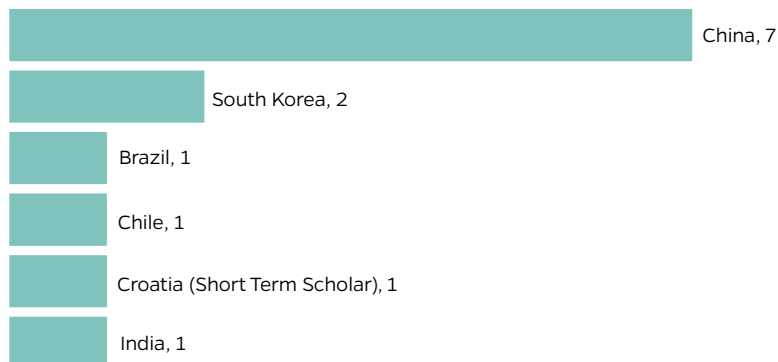 China, 7
South Korea, 2
Brazil, 1
Chile, 1
Croatia (Short Term Scholar), 1
India, 1